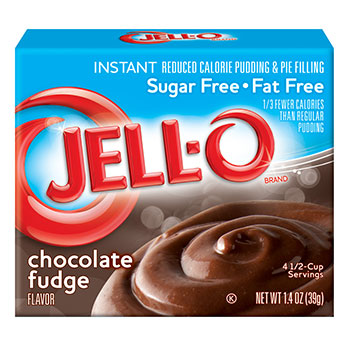 INSTANT REDUCED CALORIE PUDDING & PIE FILLING
Sugar Free • Fat Free
1/3 FEWER CALORIES
THAN REGULAR
PUDDING
JELL-O
BRAND
chocolate
fudge
FLAVOR
4 1/2-Cup
Servings
K
NET WT 1.4 OZ (39g)